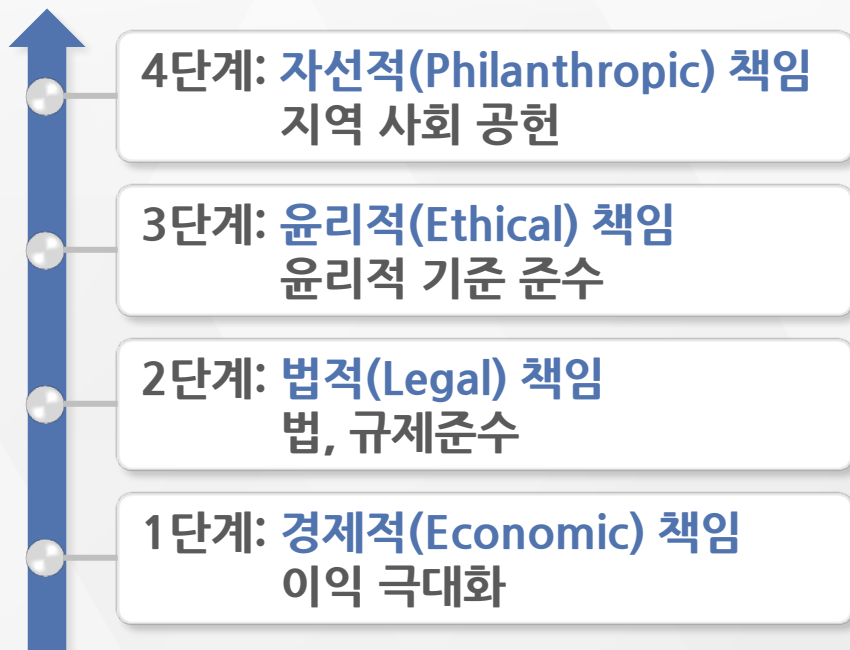 4단계: 자선적(Philanthropic) 책임
지역 사회 공헌
3단계: 윤리적(Ethical) 책임
윤리적 기준 준수
2단계: 법적(Legal) 책임
법, 규제준수
1단계: 경제적(Economic) 책임
이익 극대화